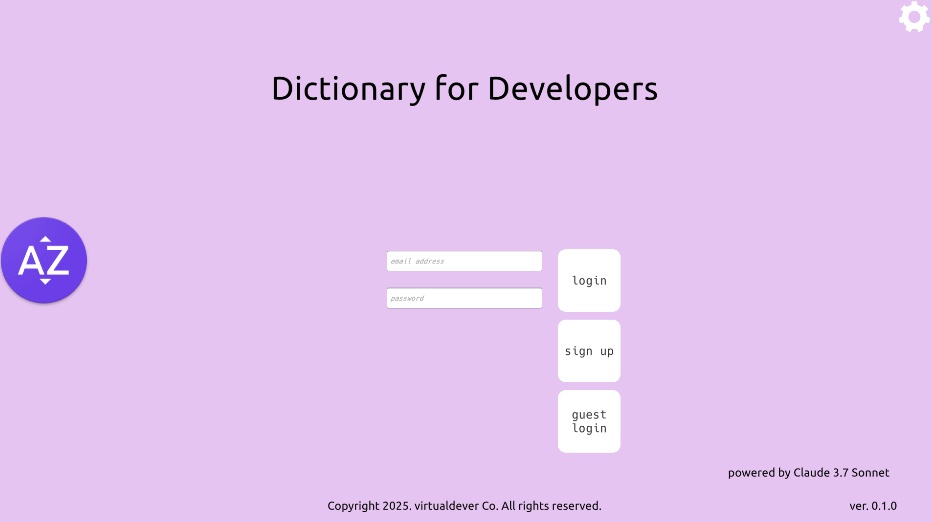 Dictionary for Developers
AZ
email address
password
login
sign up
guest
login
powered by Claude 3.7 Sonnet
Copyright 2025. virtualdever Co. All rights reserved.
ver. 0.1.0